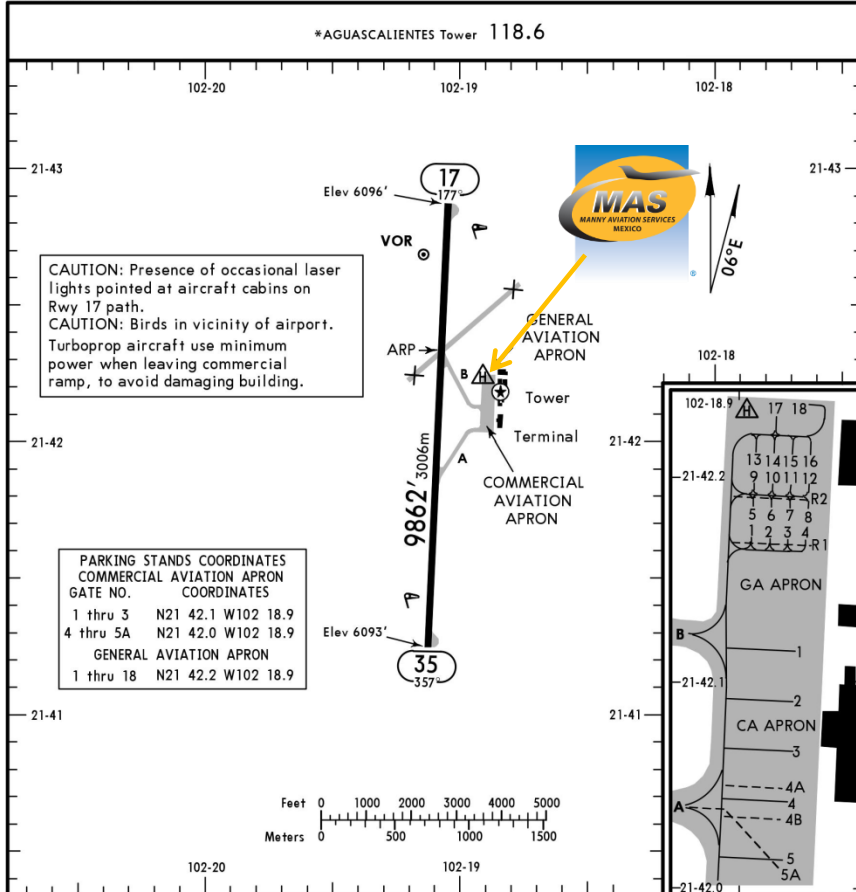 *AGUASCALIENTES Tower 118.6
102-20
102-19
102-18
21-43
21-43
17
177°
Elev 6096'
MAS
MANNY AVIATION SERVICES
MEXICO
®
06°E
VOR
CAUTION: Presence of occasional laser
lights pointed at aircraft cabins on
Rwy 17 path.
CAUTION: Birds in vicinity of airport.
Turboprop aircraft use minimum
power when leaving commercial
ramp, to avoid damaging building.
ARP
GENERAL
AVIATION
APRON
B
H
Tower
Terminal
A
COMMERCIAL
AVIATION
APRON
21-42
21-42
9862' 3006m
PARKING STANDS COORDINATES
COMMERCIAL AVIATION APRON
GATE NO. COORDINATES
1 thru 3 N21 42.1 W102 18.9
4 thru 5A N21 42.0 W102 18.9
GENERAL AVIATION APRON
1 thru 18 N21 42.2 W102 18.9
Elev 6093'
35
357°
21-41
21-41
Feet 0 1000 2000 3000 4000 5000
Meters 0 500 1000 1500
102-20
102-19
102-18
102-18.9 H 17 18
13 14 15 16
21-42.2
9 10 11 12
R2
5 6 7 8
1 2 3 4
R1
GA APRON
B
1
21-42.1
2
CA APRON
3
4A
A
4
4B
5
5A
21-42.0